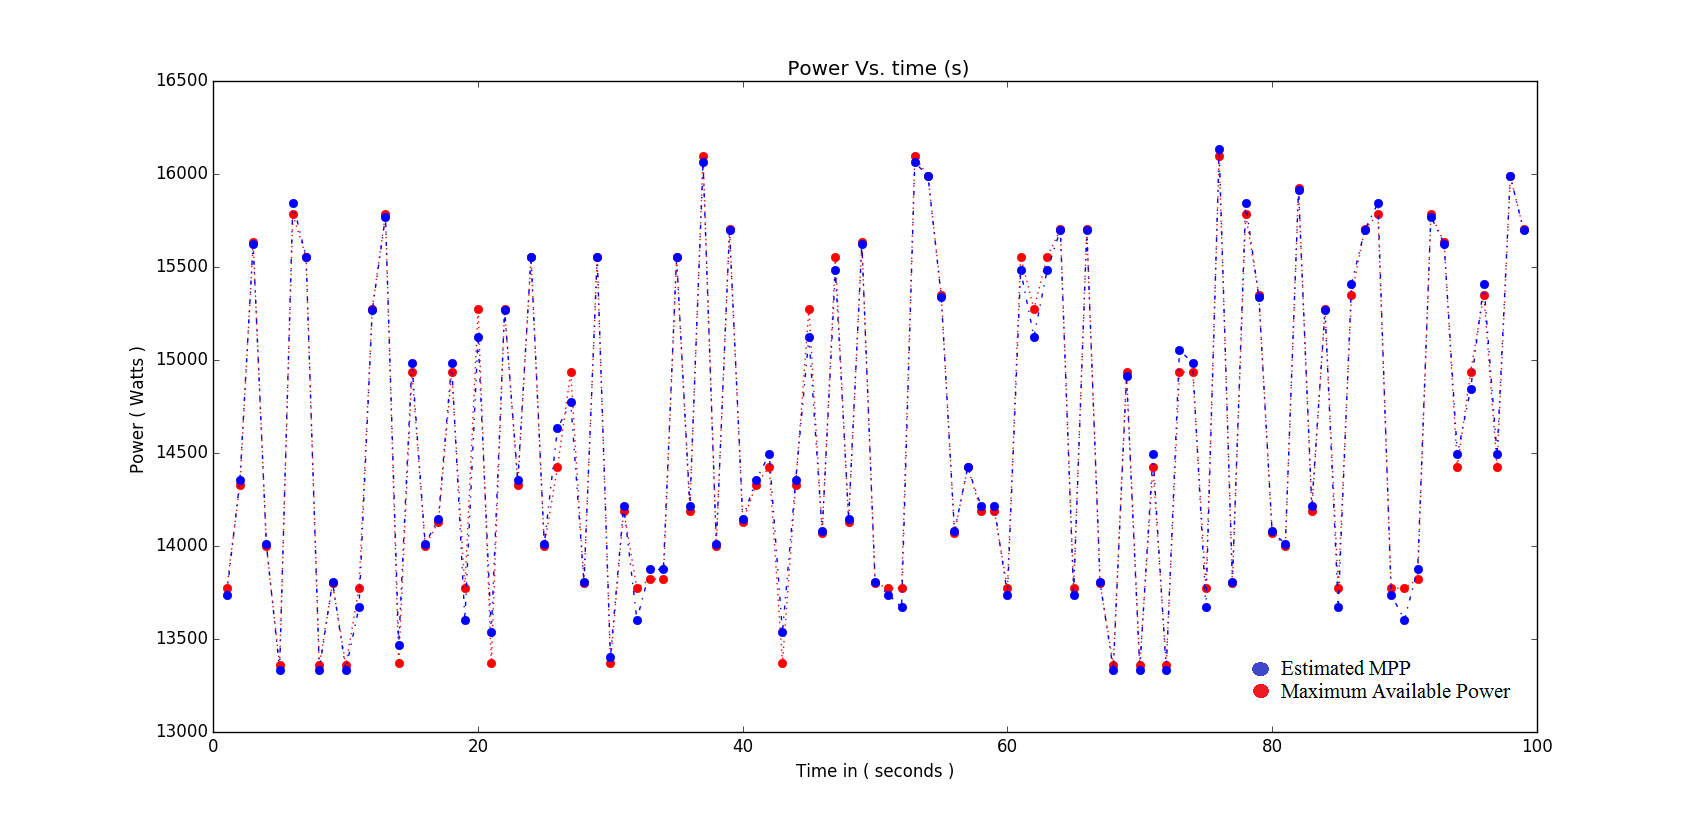 Power Vs. time (s)
16500
16000
15500
15000
14500
14000
13500
13000
Power ( Watts )
0 20 40 60 80 100
Time in ( seconds )
Estimated MPP
Maximum Available Power